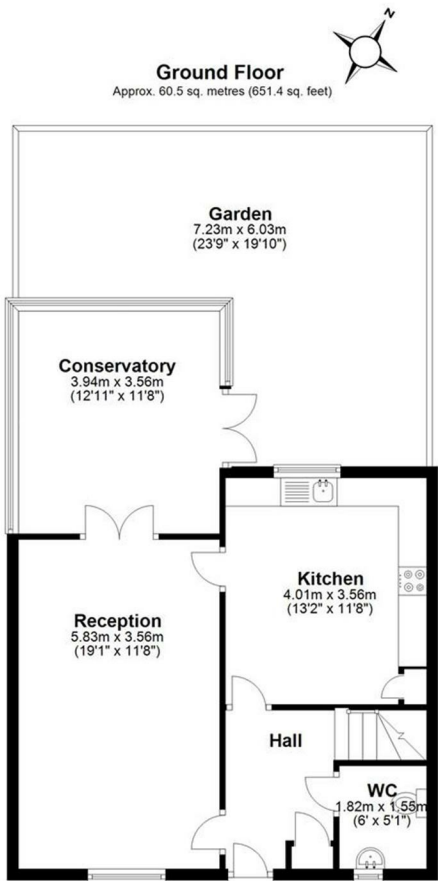 N
Ground Floor
Approx. 60.5 sq. metres (651.4 sq. feet)
Garden
7.23m x 6.03m
(23'9" x 19'10")
Conservatory
3.94m x 3.56m
(12'11" x 11'8")
Kitchen
4.01m x 3.56m
(13'2" x 11'8")
Reception
5.83m x 3.56m
(19'1" x 11'8")
Hall
WC
1.82m x 1.55m
(6' x 5'1")